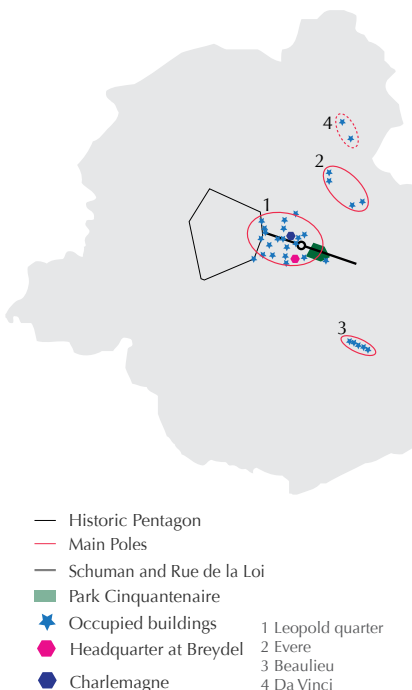 4
2
1
3
Historic Pentagon
Main Poles
Schuman and Rue de la Loi
Park Cinquantenaire
Occupied buildings
Headquarter at Breydel
Charlemagne
1 Leopold quarter
2 Evere
3 Beaulieu
4 Da Vinci